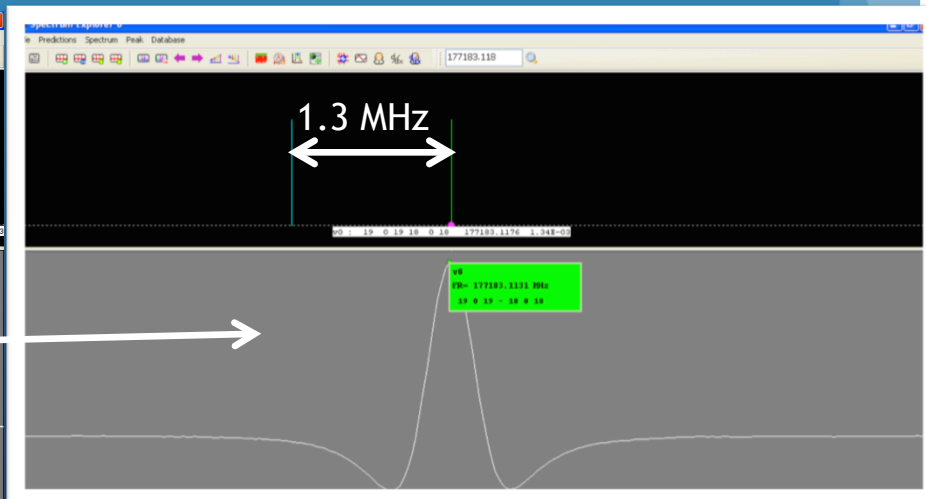 Spectrum Explorer 8
Predictions Spectrum Peak Database
177183.118
1.3 MHz
v0 : 19 0 19 18 0 18 177183.1176 1.34E-03
v0
FR= 177183.1131 MHz
19 0 19 - 18 0 18